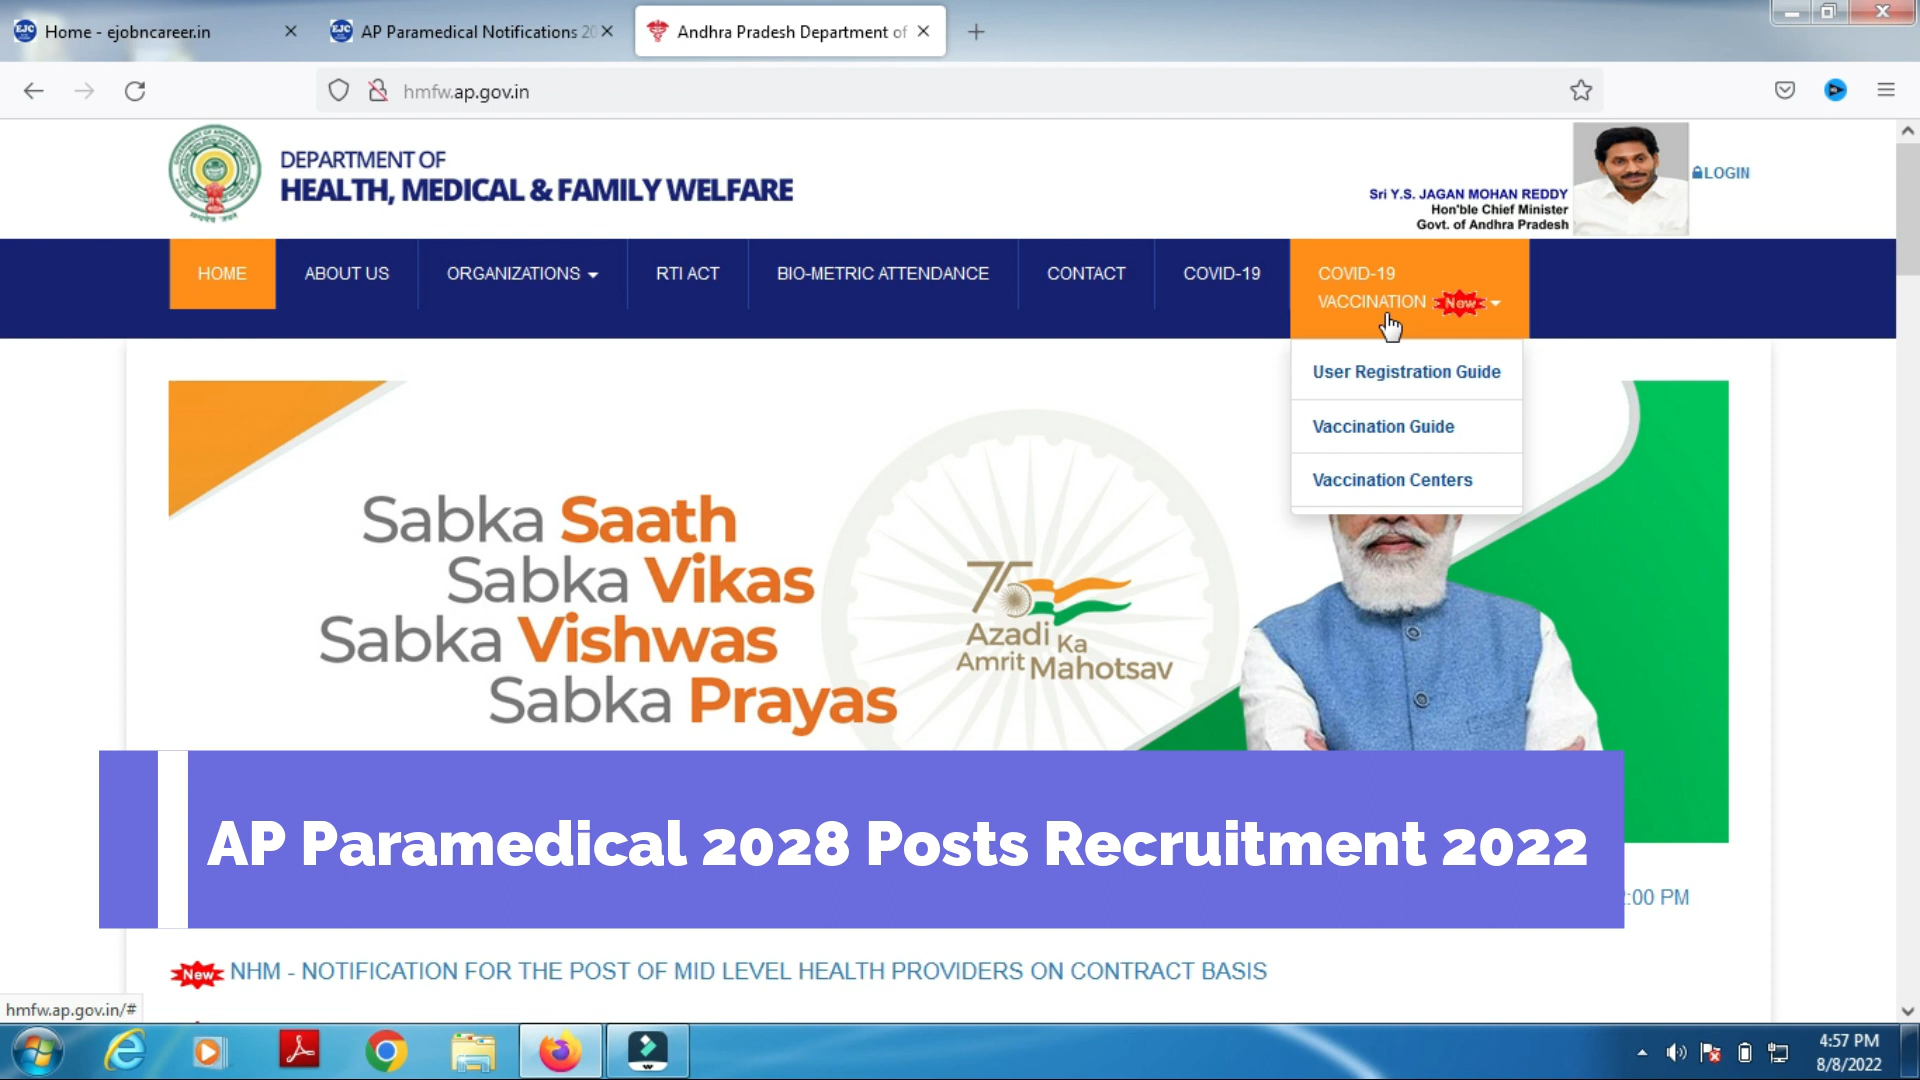 Home - ejobncareer.in
AP Paramedical Notifications 20
Andhra Pradesh Department of
hmfw.ap.gov.in
DEPARTMENT OF
HEALTH, MEDICAL & FAMILY WELFARE
Sri Y.S. JAGAN MOHAN REDDY
Hon'ble Chief Minister
Govt. of Andhra Pradesh
LOGIN
HOME
ABOUT US
ORGANIZATIONS
RTI ACT
BIO-METRIC ATTENDANCE
CONTACT
COVID-19
COVID-19
VACCINATION New
User Registration Guide
Vaccination Guide
Vaccination Centers
Sabka Saath
Sabka Vikas
Sabka Vishwas
Sabka Prayas
75
Azadi Ka
Amrit Mahotsav
AP Paramedical 2028 Posts Recruitment 2022
:00 PM
New NHM - NOTIFICATION FOR THE POST OF MID LEVEL HEALTH PROVIDERS ON CONTRACT BASIS
hmfw.ap.gov.in/#
4:57 PM
8/8/2022